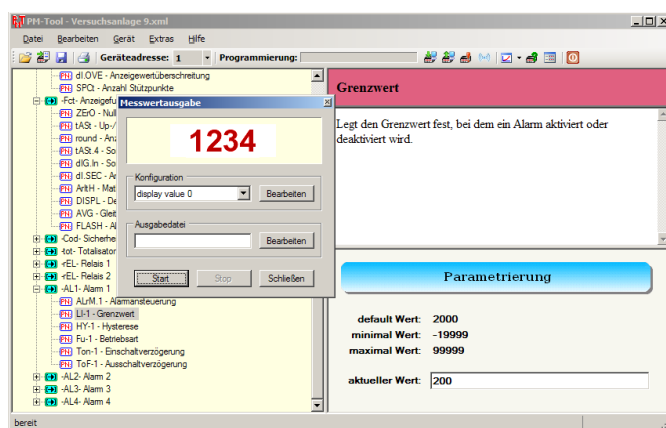 PM-Tool - Versuchsanlage 9.xml
Datei Bearbeiten Gerät Extras Hilfe
Geräteadresse: 1 Programmierung:
dI.OVE - Anzeigewertüberschreitung
SPCt - Anzahl Stützpunkte
-Fct- Anzeigefu
ZErO - Null
tASt - Up-/
round - Anz
tASt.4 - So
dIG.In - So
dI.SEC - An
ArItH - Mat
DISPL - De
AVG - Gleit
FLASH - A
-Cod- Sicherhe
-tot- Totalisator
-rEL- Relais 1
-rEL- Relais 2
-AL1- Alarm 1
ALrM.1 - Alarmansteuerung
LI-1 - Grenzwert
HY-1 - Hysterese
Fu-1 - Betriebsart
Ton-1 - Einschaltverzögerung
ToF-1 - Ausschaltverzögerung
-AL2- Alarm 2
-AL3- Alarm 3
-AL4- Alarm 4
Messwertausgabe
1234
Konfiguration
display value 0 Bearbeiten
Ausgabedatei
Bearbeiten
Start Stop Schließen
Grenzwert
Legt den Grenzwert fest, bei dem ein Alarm aktiviert oder
deaktiviert wird.
Parametrierung
default Wert: 2000
minimal Wert: -19999
maximal Wert: 99999
aktueller Wert: 200
bereit